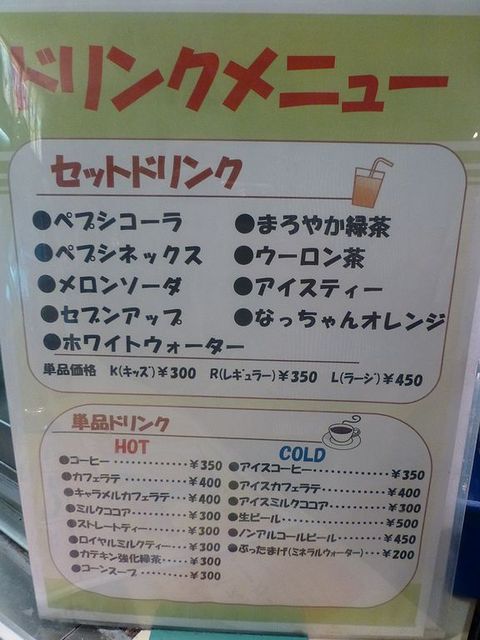 ドリンクメニュー
セットドリンク
●ペプシコーラ
●ペプシネックス
●メロンソーダ
●セブンアップ
●ホワイトウォーター
●まろやか緑茶
●ウーロン茶
●アイスティー
●なっちゃんオレンジ
単品価格 K(キッズ)¥300 R(レギュラー)¥350 L(ラージ)¥450
単品ドリンク
HOT
●コーヒー ‥‥‥‥‥‥ ¥350
●カフェラテ ‥‥‥‥‥ ¥400
●キャラメルカフェラテ‥ ¥400
●ミルクココア ‥‥‥‥ ¥300
●ストレートティー‥‥‥ ¥300
●ロイヤルミルクティー‥ ¥300
●カテキン強化緑茶‥‥ ¥300
●コーンスープ‥‥‥‥ ¥300
COLD
●アイスコーヒー‥‥‥‥‥ ¥350
●アイスカフェラテ‥‥‥‥ ¥400
●アイスミルクココア‥‥‥ ¥300
●生ビール‥‥‥‥‥‥‥ ¥500
●ノンアルコールビール‥‥ ¥450
●ぶったまげ(ミネラルウォーター)‥ ¥200